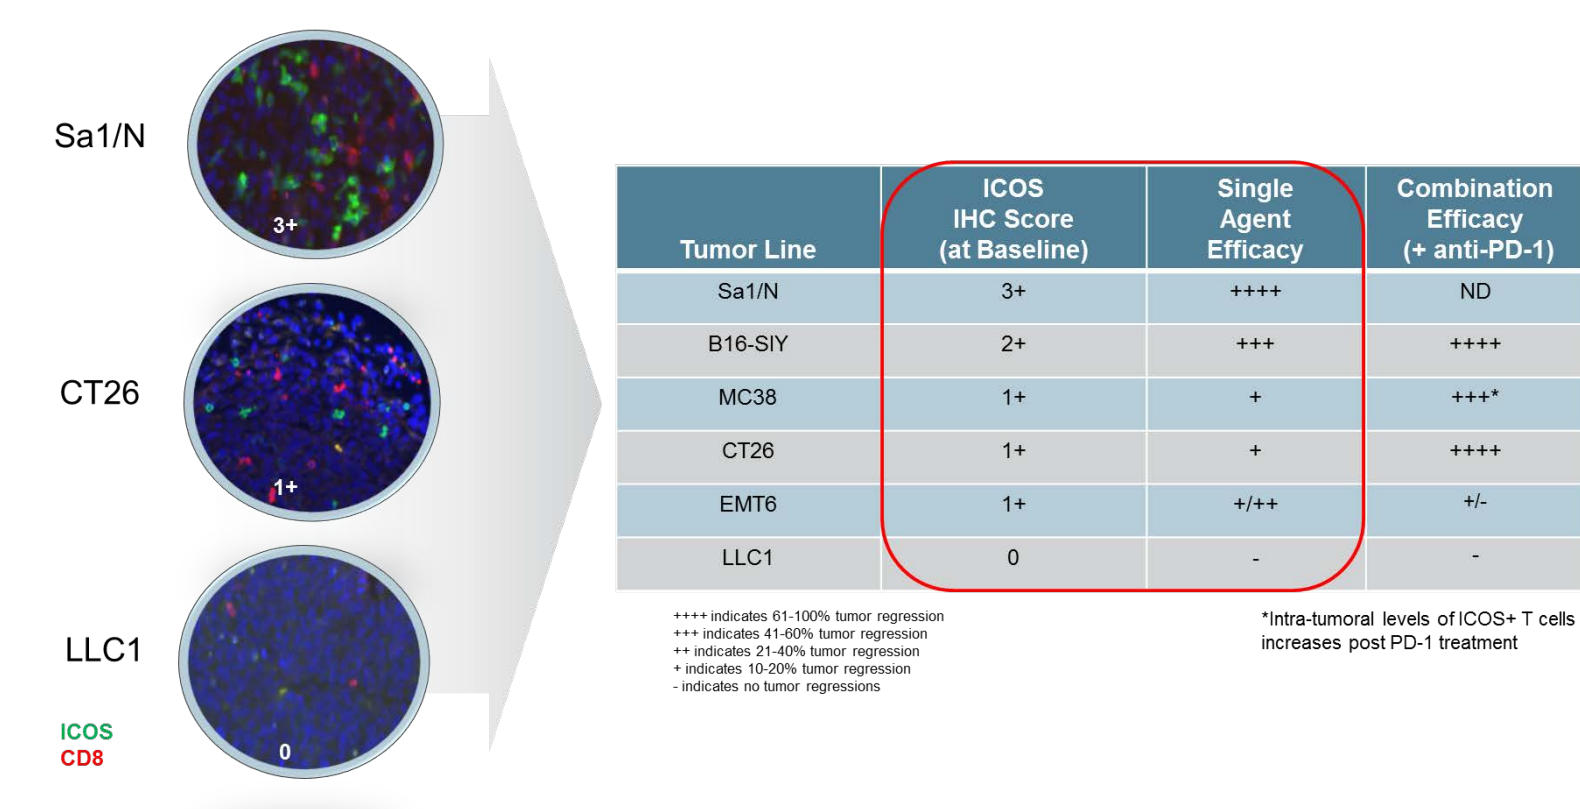 Sa1/N
3+
CT26
1+
LLC1
0
ICOS
CD8
Tumor Line
ICOS
IHC Score
(at Baseline)
Single
Agent
Efficacy
Combination
Efficacy
(+ anti-PD-1)
Sa1/N 3+ ++++ ND
B16-SIY 2+ +++ ++++
MC38 1+ + +++*
CT26 1+ + ++++
EMT6 1+ +/++ +/-
LLC1 0 - -
++++ indicates 61-100% tumor regression
+++ indicates 41-60% tumor regression
++ indicates 21-40% tumor regression
+ indicates 10-20% tumor regression
- indicates no tumor regressions
*Intra-tumoral levels of ICOS+ T cells
increases post PD-1 treatment